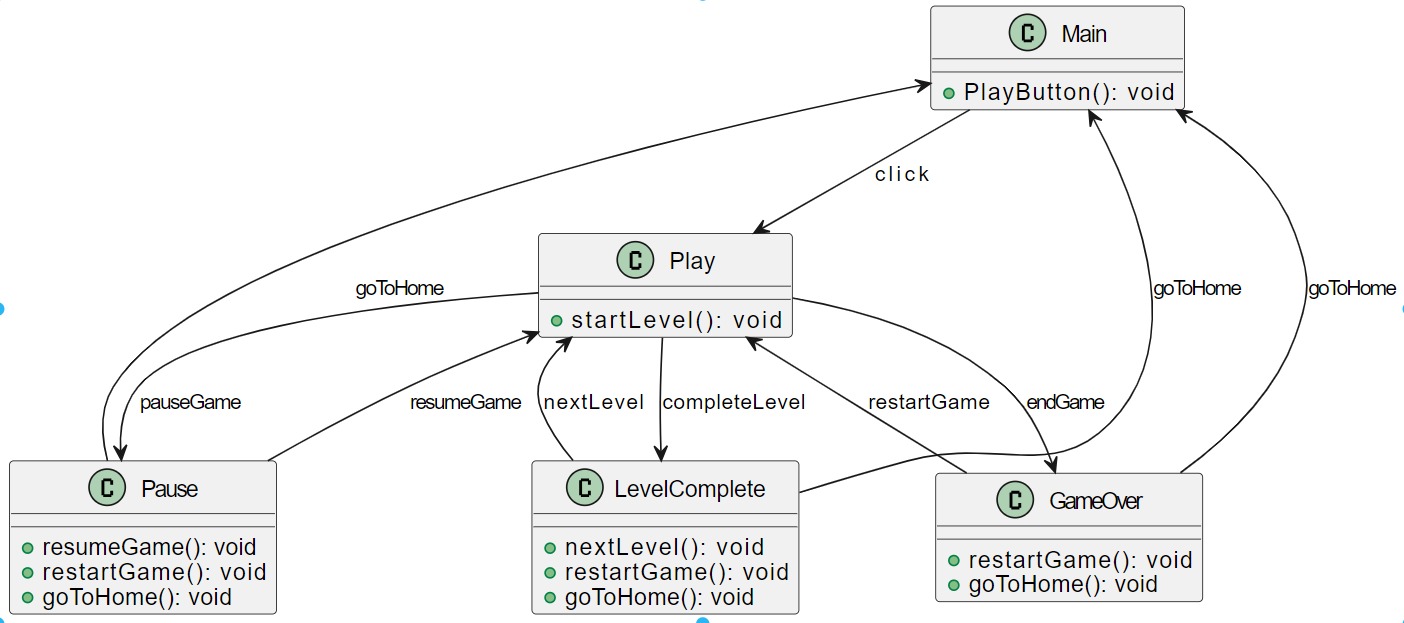 C Main
PlayButton(): void
click
C Play
startLevel(): void
goToHome
goToHome
goToHome
pauseGame
resumeGame
nextLevel
completeLevel
restartGame
endGame
C Pause
resumeGame(): void
restartGame(): void
goToHome(): void
C LevelComplete
nextLevel(): void
restartGame(): void
goToHome(): void
C GameOver
restartGame(): void
goToHome(): void